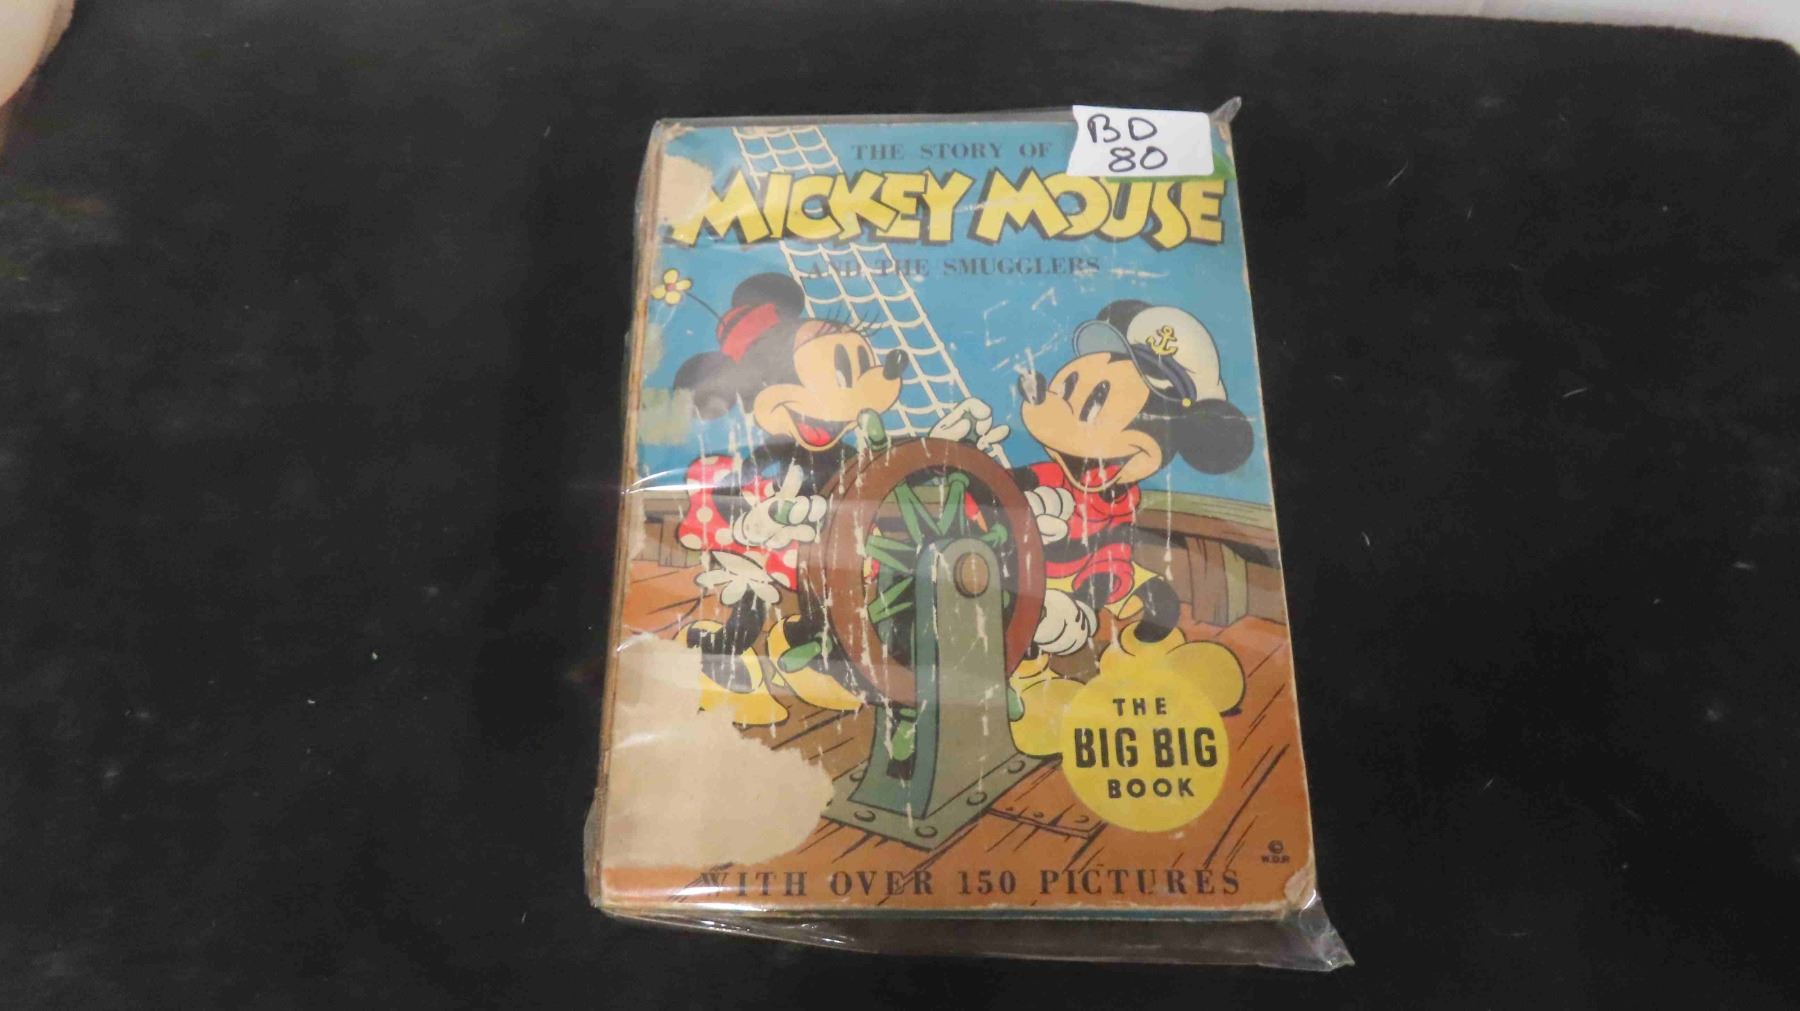 BD
80
THE STORY OF
MICKEY MOUSE
AND THE SMUGGLERS
THE
BIG BIG
BOOK
©
W.D.P.
WITH OVER 150 PICTURES